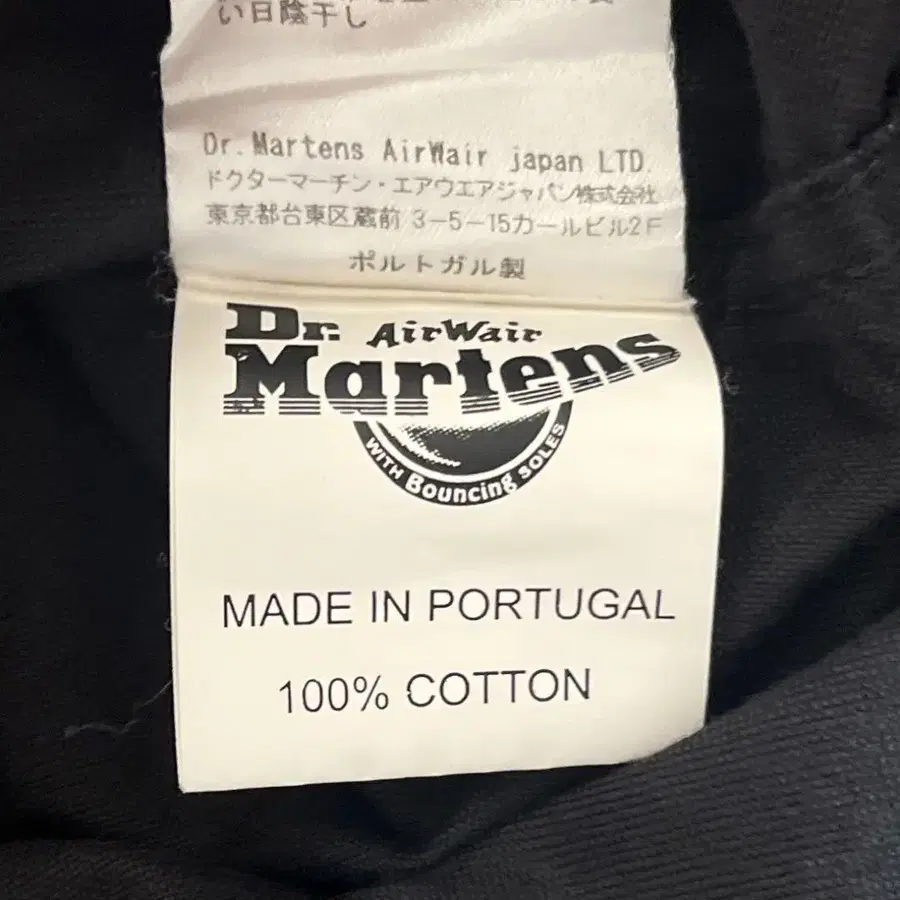 い日陰干し
Dr. Martens AirWair japan LTD.
ドクターマーチン・エアウエアジャパン株式会社
東京都台東区蔵前 3-5-15カールビル2F
ポルトガル製
Dr. AirWair
Martens
WITH Bouncing SOLES
MADE IN PORTUGAL
100% COTTON